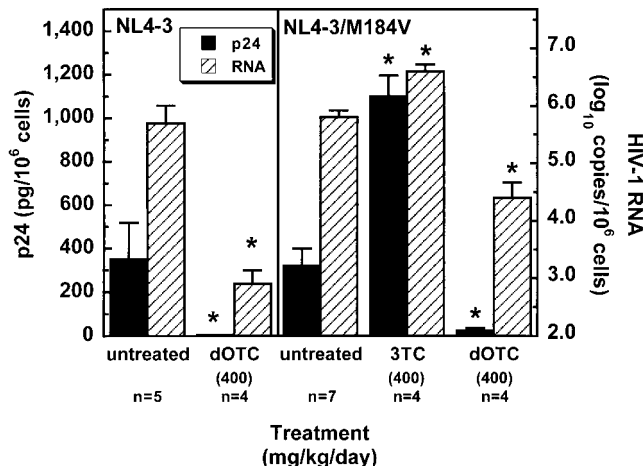 NL4-3 NL4-3/M184V
p24
RNA
1,400
1,200
1,000
800
600
400
200
0
p24 (pg/10⁶ cells)
* * * * * *
7.0
6.0
5.0
4.0
3.0
2.0
HIV-1 RNA
(log₁₀ copies/10⁶ cells)
untreated dOTC untreated 3TC dOTC
(400) (400) (400)
n=5 n=4 n=7 n=4 n=4
Treatment
(mg/kg/day)